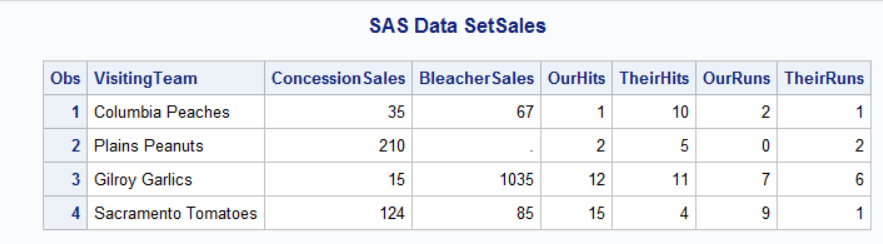 SAS Data SetSales
Obs VisitingTeam ConcessionSales BleacherSales OurHits TheirHits OurRuns TheirRuns
1 Columbia Peaches 35 67 1 10 2 1
2 Plains Peanuts 210 . 2 5 0 2
3 Gilroy Garlics 15 1035 12 11 7 6
4 Sacramento Tomatoes 124 85 15 4 9 1